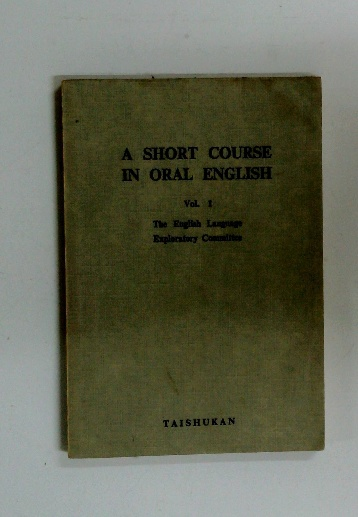 A SHORT COURSE
IN ORAL ENGLISH
Vol. 1
The English Language
Exploratory Committee
TAISHUKAN